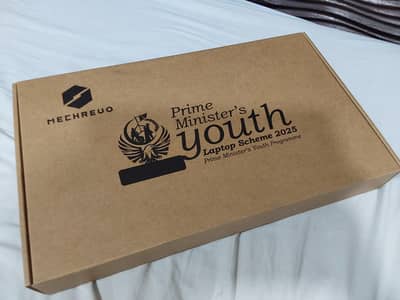 MECHREVO
Prime
Minister's
youth
Laptop Scheme 2025
Prime Minister's Youth Programme